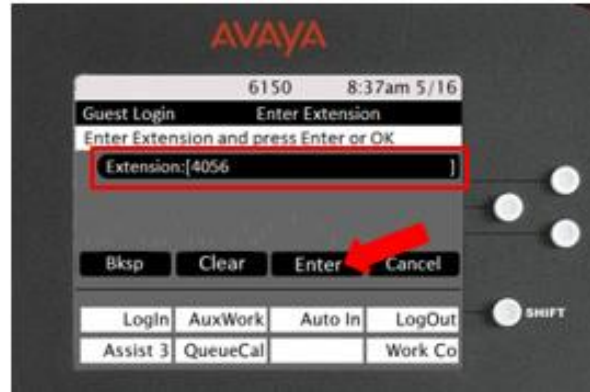 AVAYA
6150 8:37am 5/16
Guest Login Enter Extension
Enter Extension and press Enter or OK
Extension:[4056 ]
Bksp Clear Enter Cancel
LogIn AuxWork Auto In LogOut
SHIFT
Assist 3 QueueCal Work Co